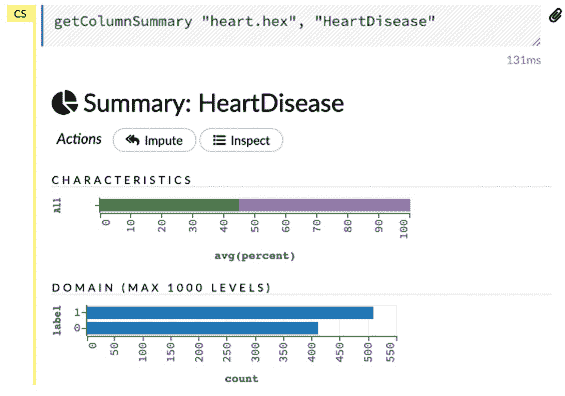 CS
getColumnSummary "heart.hex", "HeartDisease"
131ms
Summary: HeartDisease
Actions Impute Inspect
CHARACTERISTICS
All
0 10 20 30 40 50 60 70 80 90 100
avg(percent)
DOMAIN (MAX 1000 LEVELS)
label
1
0
0 50 100 150 200 250 300 350 400 450 500 550
count